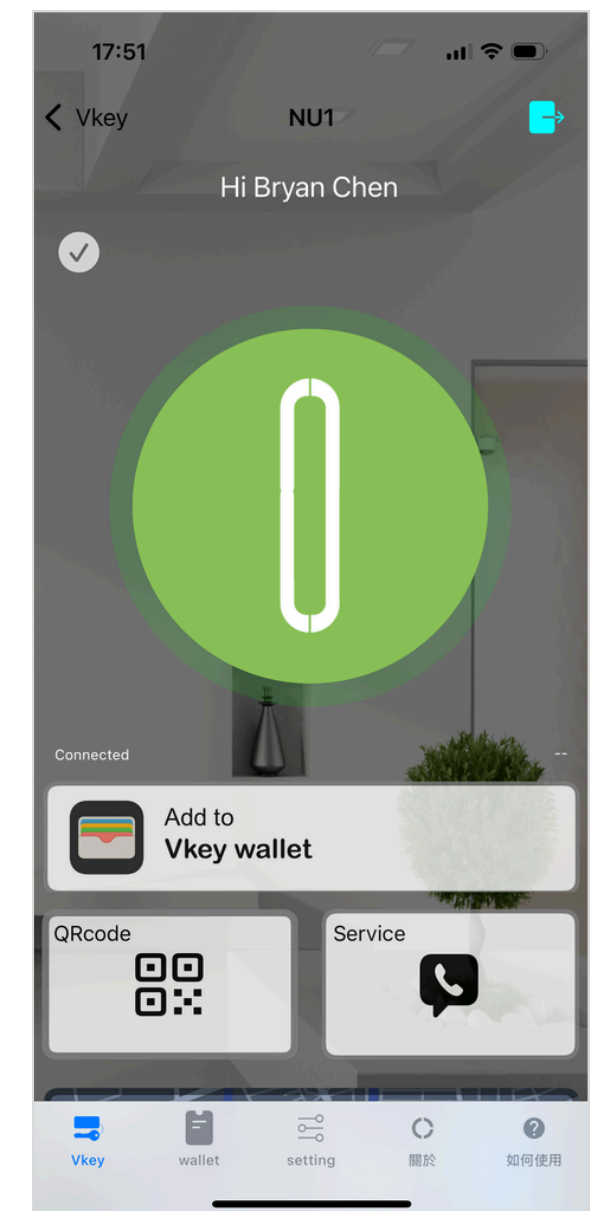 17:51
Vkey
NU1
Hi Bryan Chen
Connected
--
Add to
Vkey wallet
QRcode
Service
Vkey
wallet
setting
關於
如何使用